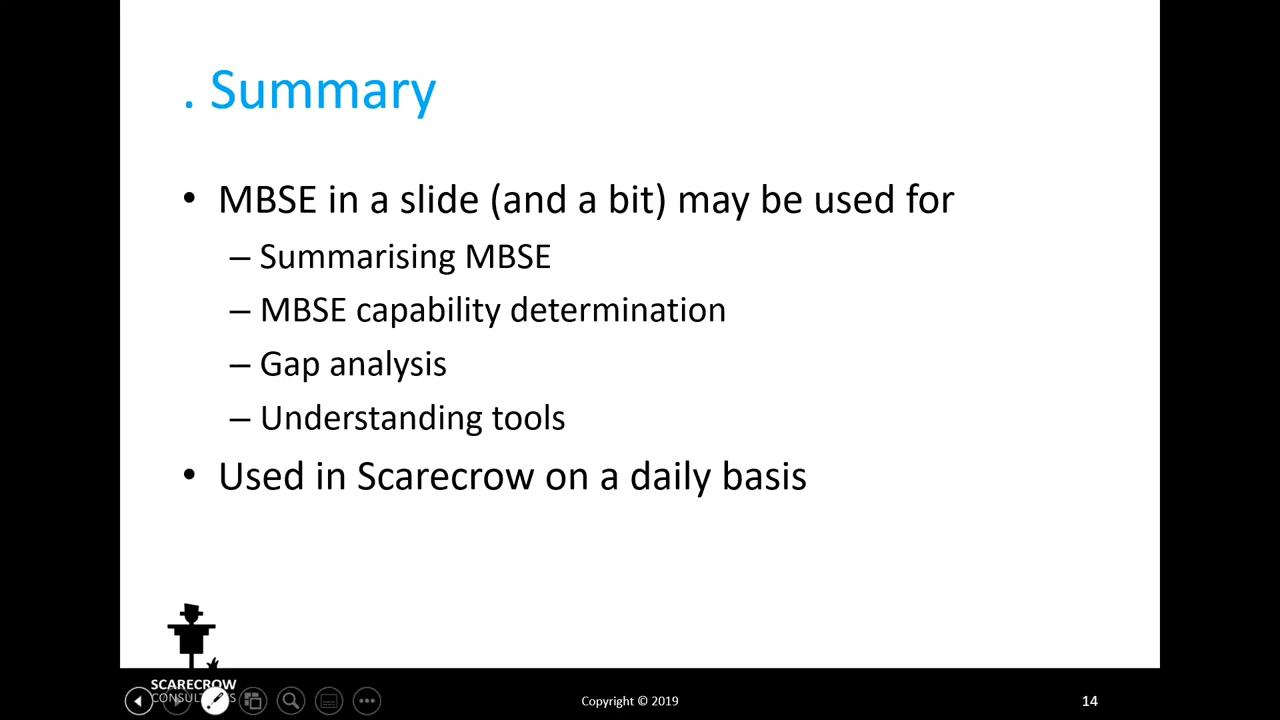 . Summary
• MBSE in a slide (and a bit) may be used for
– Summarising MBSE
– MBSE capability determination
– Gap analysis
– Understanding tools
• Used in Scarecrow on a daily basis
SCARECROW
Copyright © 2019
14